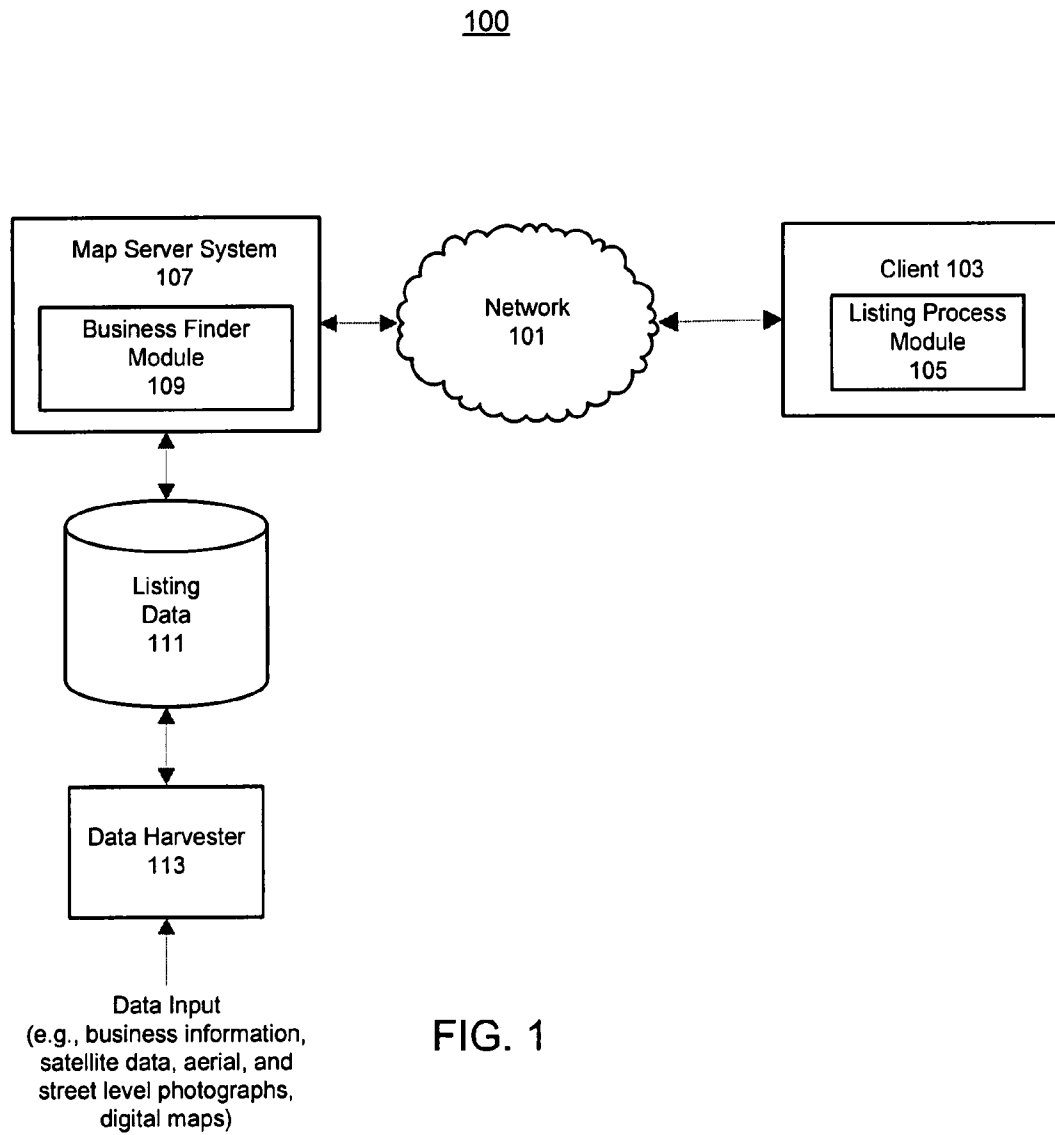 100
Map Server System
107
Business Finder
Module
109
Network
101
Client 103
Listing Process
Module
105
Listing
Data
111
Data Harvester
113
Data Input
(e.g., business information,
satellite data, aerial, and
street level photographs,
digital maps)
FIG. 1